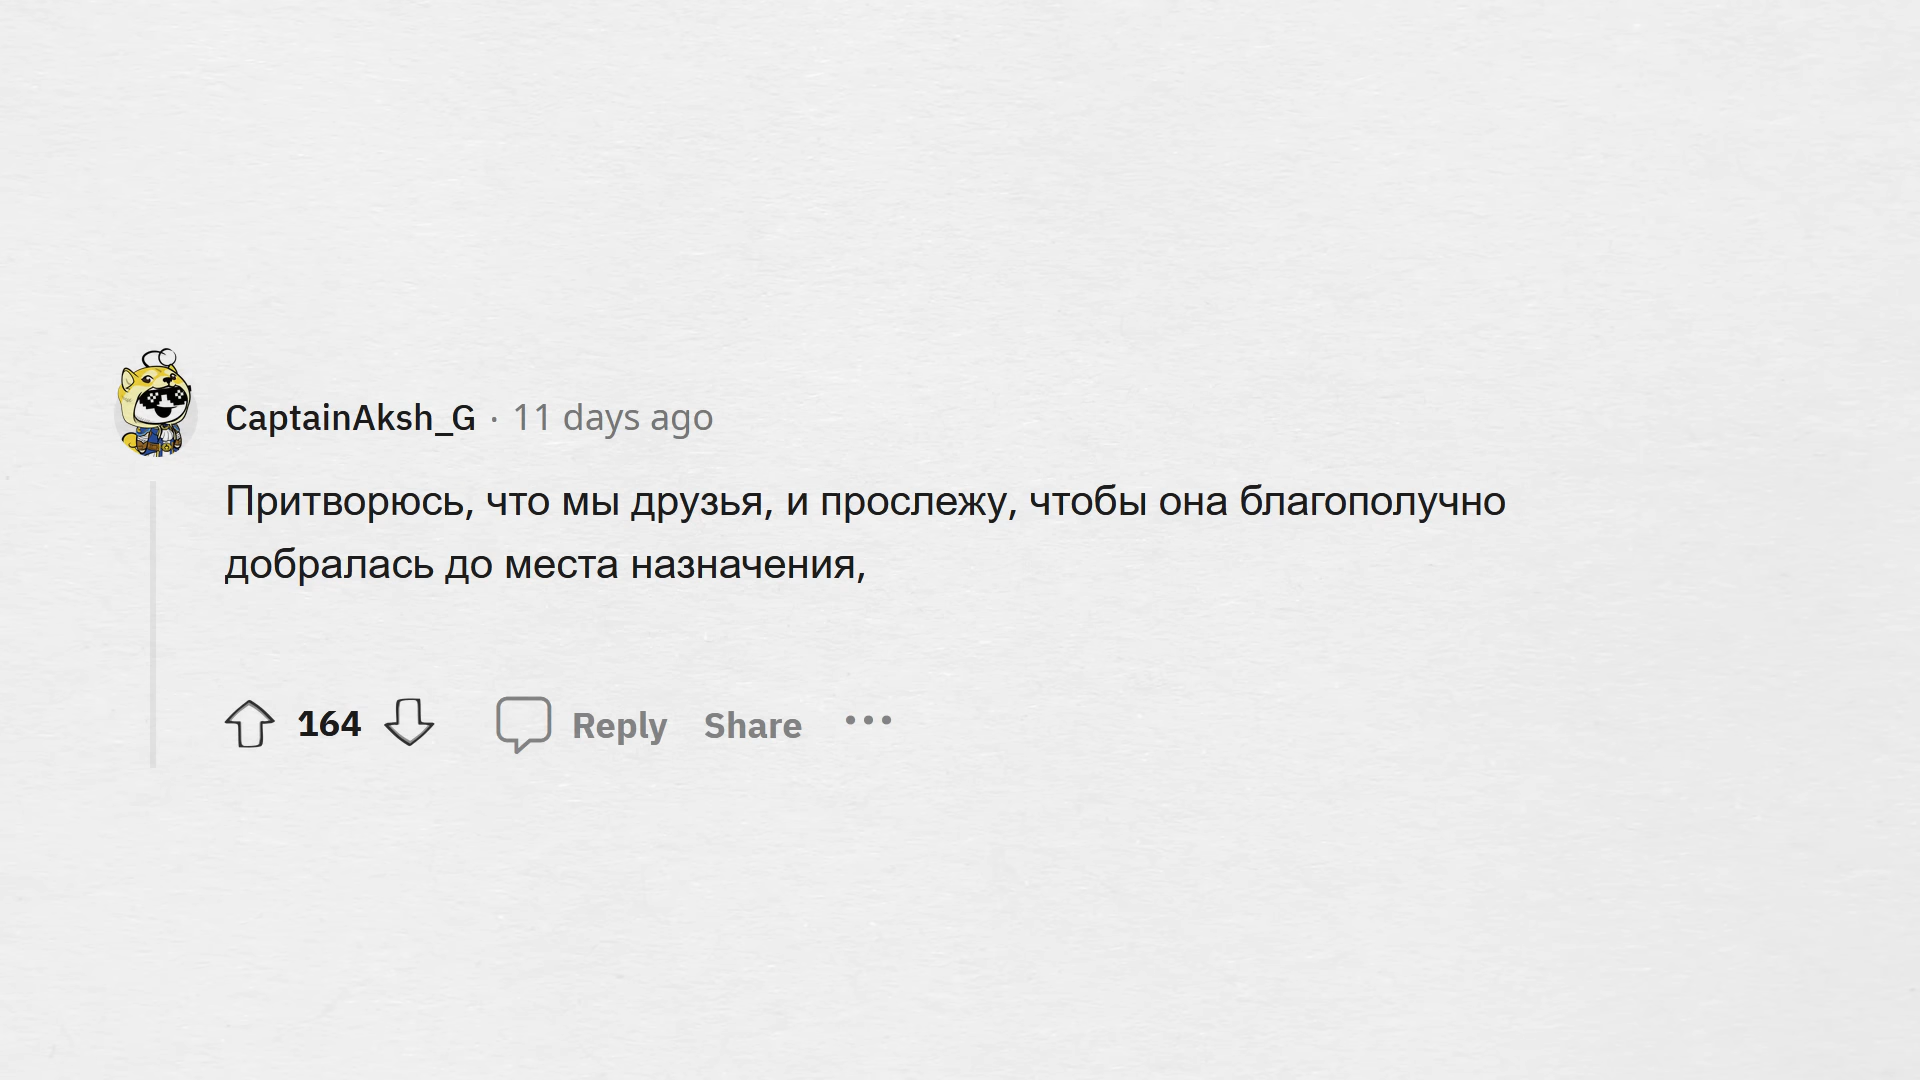 CaptainAksh_G · 11 days ago
Притворюсь, что мы друзья, и прослежу, чтобы она благополучно
добралась до места назначения,
164 Reply Share